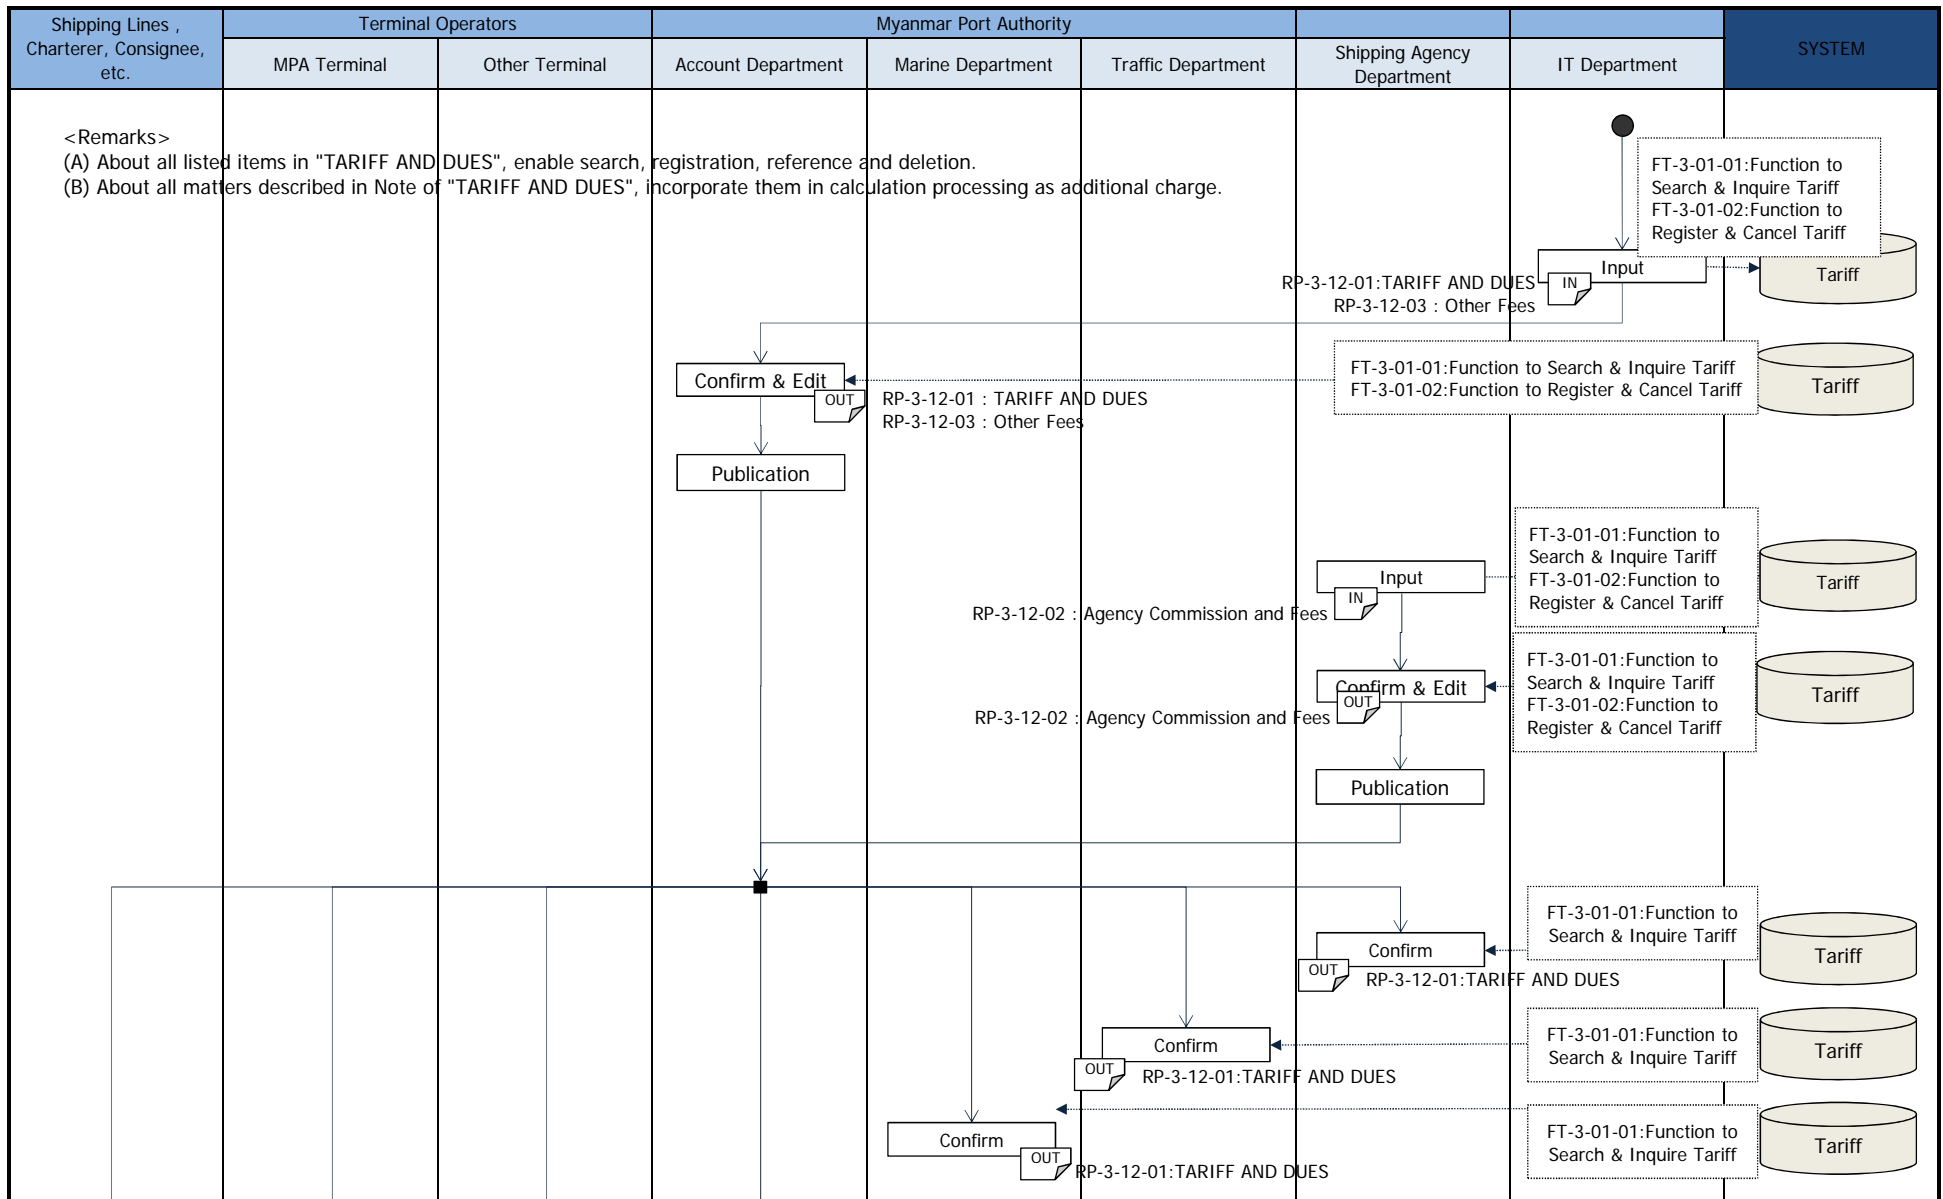 Shipping Lines ,
Charterer, Consignee,
etc.
Terminal Operators
Myanmar Port Authority
SYSTEM
MPA Terminal
Other Terminal
Account Department
Marine Department
Traffic Department
Shipping Agency
Department
IT Department
<Remarks>
(A) About all listed items in "TARIFF AND DUES", enable search, registration, reference and deletion.
(B) About all matters described in Note of "TARIFF AND DUES", incorporate them in calculation processing as additional charge.
FT-3-01-01:Function to
Search & Inquire Tariff
FT-3-01-02:Function to
Register & Cancel Tariff
Input
Tariff
IN
RP-3-12-01:TARIFF AND DUES
RP-3-12-03 : Other Fees
Confirm & Edit
OUT
RP-3-12-01 : TARIFF AND DUES
RP-3-12-03 : Other Fees
FT-3-01-01:Function to Search & Inquire Tariff
FT-3-01-02:Function to Register & Cancel Tariff
Tariff
Publication
FT-3-01-01:Function to
Search & Inquire Tariff
FT-3-01-02:Function to
Register & Cancel Tariff
Input
Tariff
IN
RP-3-12-02 : Agency Commission and Fees
FT-3-01-01:Function to
Search & Inquire Tariff
FT-3-01-02:Function to
Register & Cancel Tariff
Confirm & Edit
Tariff
OUT
RP-3-12-02 : Agency Commission and Fees
Publication
FT-3-01-01:Function to
Search & Inquire Tariff
Confirm
Tariff
OUT
RP-3-12-01:TARIFF AND DUES
FT-3-01-01:Function to
Search & Inquire Tariff
Confirm
Tariff
OUT
RP-3-12-01:TARIFF AND DUES
FT-3-01-01:Function to
Search & Inquire Tariff
Confirm
Tariff
OUT
RP-3-12-01:TARIFF AND DUES